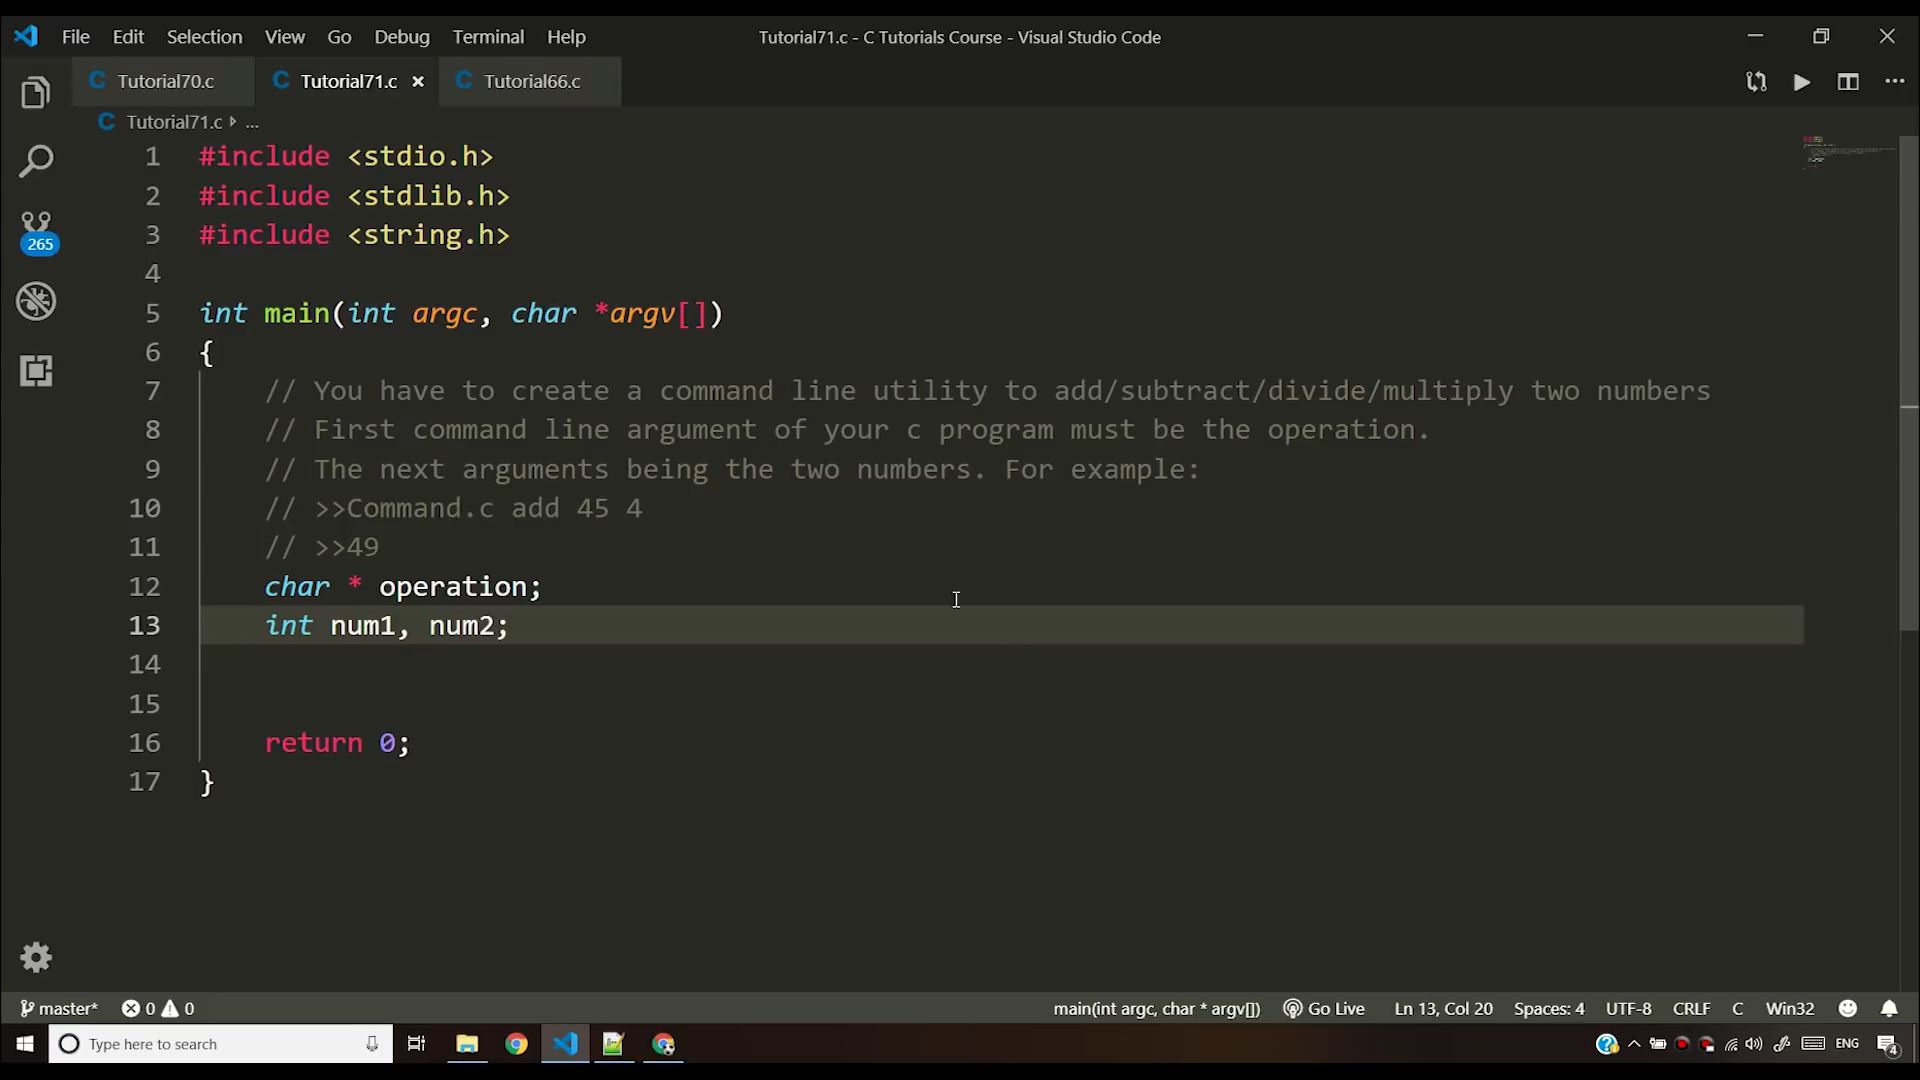 File Edit Selection View Go Debug Terminal Help Tutorial71.c - C Tutorials Course - Visual Studio Code
Tutorial70.c Tutorial71.c Tutorial66.c
Tutorial71.c ...
1 #include <stdio.h>
2 #include <stdlib.h>
3 #include <string.h>
4
5 int main(int argc, char *argv[])
6 {
7 // You have to create a command line utility to add/subtract/divide/multiply two numbers
8 // First command line argument of your c program must be the operation.
9 // The next arguments being the two numbers. For example:
10 // >>Command.c add 45 4
11 // >>49
12 char * operation;
13 int num1, num2;
14
15
16 return 0;
17 }
265
master* 0 0 main(int argc, char * argv[]) Go Live Ln 13, Col 20 Spaces: 4 UTF-8 CRLF C Win32
Type here to search ENG 4